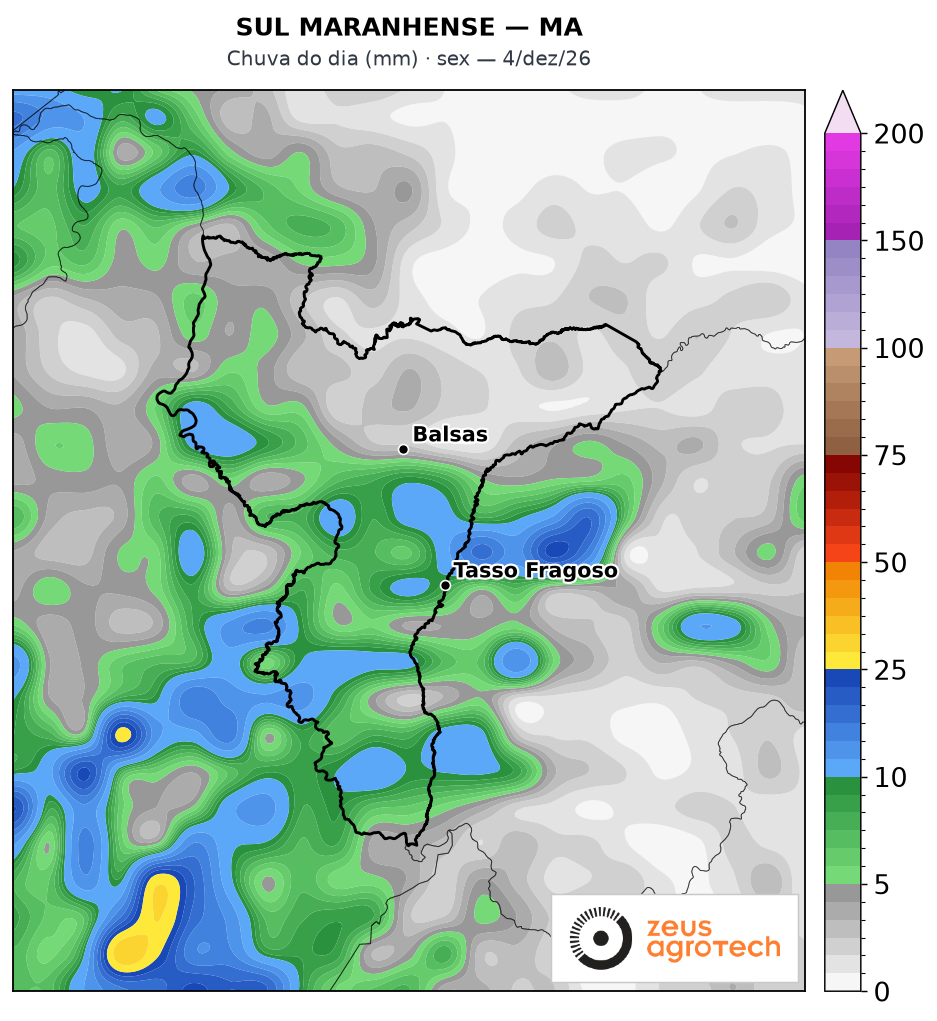 SUL MARANHENSE — MA
Chuva do dia (mm) · sex — 4/dez/26
200
150
100
75
50
25
10
5
0
Balsas
Tasso Fragoso
zeus
agrotech